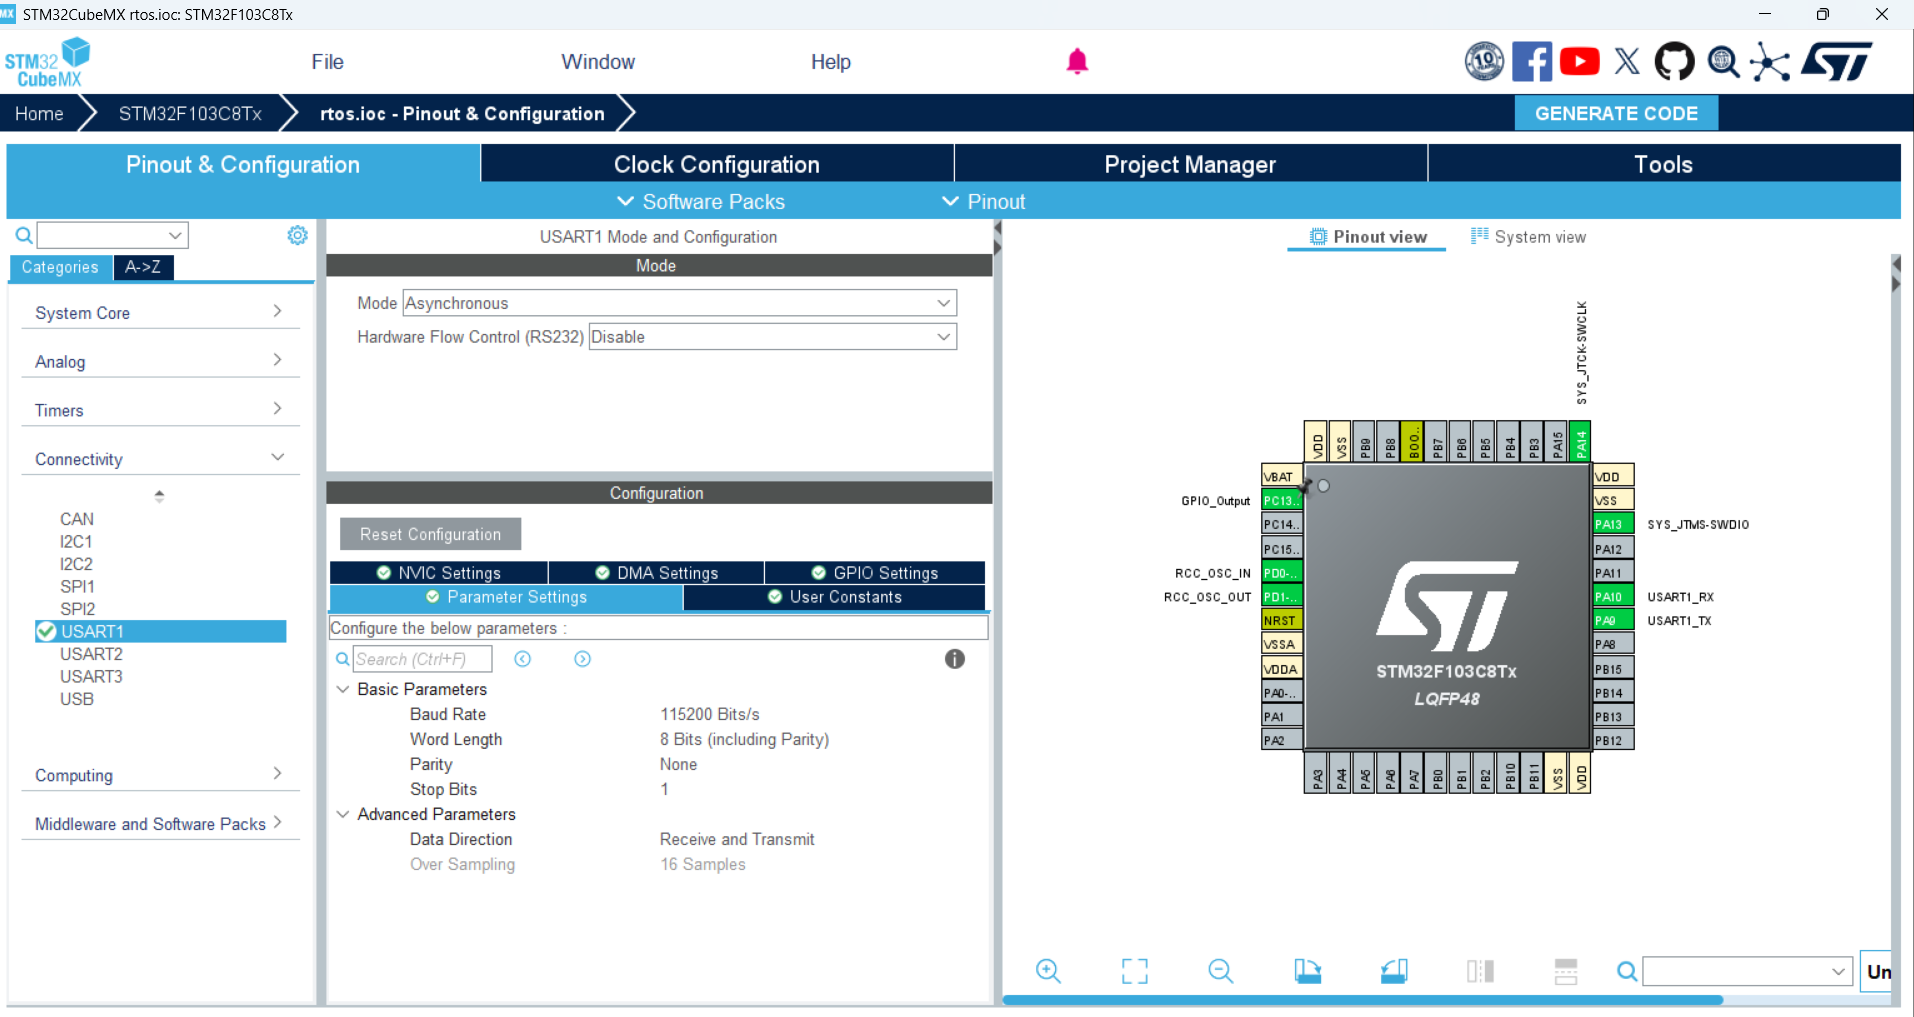 STM32CubeMX rtos.ioc: STM32F103C8Tx
STM32 CubeMX
File Window Help
Home STM32F103C8Tx rtos.ioc - Pinout & Configuration GENERATE CODE
Pinout & Configuration Clock Configuration Project Manager Tools
Software Packs Pinout
USART1 Mode and Configuration
Pinout view System view
Categories A->Z
System Core
Analog
Timers
Connectivity
CAN
I2C1
I2C2
SPI1
SPI2
USART1
USART2
USART3
USB
Computing
Middleware and Software Packs
Mode
Mode Asynchronous
Hardware Flow Control (RS232) Disable
Configuration
Reset Configuration
NVIC Settings DMA Settings GPIO Settings
Parameter Settings User Constants
Configure the below parameters :
Search (Ctrl+F)
Basic Parameters
Baud Rate 115200 Bits/s
Word Length 8 Bits (including Parity)
Parity None
Stop Bits 1
Advanced Parameters
Data Direction Receive and Transmit
Over Sampling 16 Samples
SYS_JTCK-SWCLK
VDD VSS PB9 PB8 BOO.. PB7 PB6 PB5 PB4 PB3 PA15 PA14
VBAT VDD
GPIO_Output PC13.. VSS
PC14.. PA13 SYS_JTMS-SWDIO
PC15.. PA12
RCC_OSC_IN PD0-.. PA11
RCC_OSC_OUT PD1-.. PA10 USART1_RX
NRST PA9 USART1_TX
VSSA PA8
VDDA PB15
PA0-.. PB14
PA1 PB13
PA2 PB12
STM32F103C8Tx
LQFP48
PA3 PA4 PA5 PA6 PA7 PB0 PB1 PB2 PB10 PB11 VSS VDD
Un